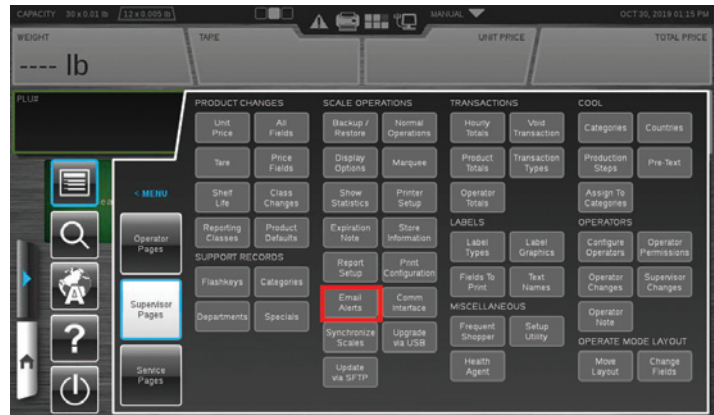 CAPACITY 30 x 0.01 lb 12 x 0.005 lb MANUAL OCT 30, 2019 01:15 PM
WEIGHT TARE UNIT PRICE TOTAL PRICE
---- lb
PLU#
PRODUCT CHANGES
Unit Price
All Fields
Tare
Price Fields
Shelf Life
Class Changes
Reporting Classes
Product Defaults
SUPPORT RECORDS
Flashkeys
Categories
Departments
Specials
SCALE OPERATIONS
Backup / Restore
Normal Operations
Display Options
Marquee
Show Statistics
Printer Setup
Expiration Note
Store Information
Report Setup
Print Configuration
Email Alerts
Comm Interface
Synchronize Scales
Upgrade via USB
Update via SFTP
TRANSACTIONS
Hourly Totals
Void Transaction
Product Totals
Transaction Types
Operator Totals
LABELS
Label Types
Label Graphics
Fields To Print
Text Names
MISCELLANEOUS
Frequent Shopper
Setup Utility
Health Agent
COOL
Categories
Countries
Production Steps
Pre-Text
Assign To Categories
OPERATORS
Configure Operators
Operator Permissions
Operator Changes
Supervisor Changes
Operator Note
OPERATE MODE LAYOUT
Move Layout
Change Fields
< MENU
Operator Pages
Supervisor Pages
Service Pages
?